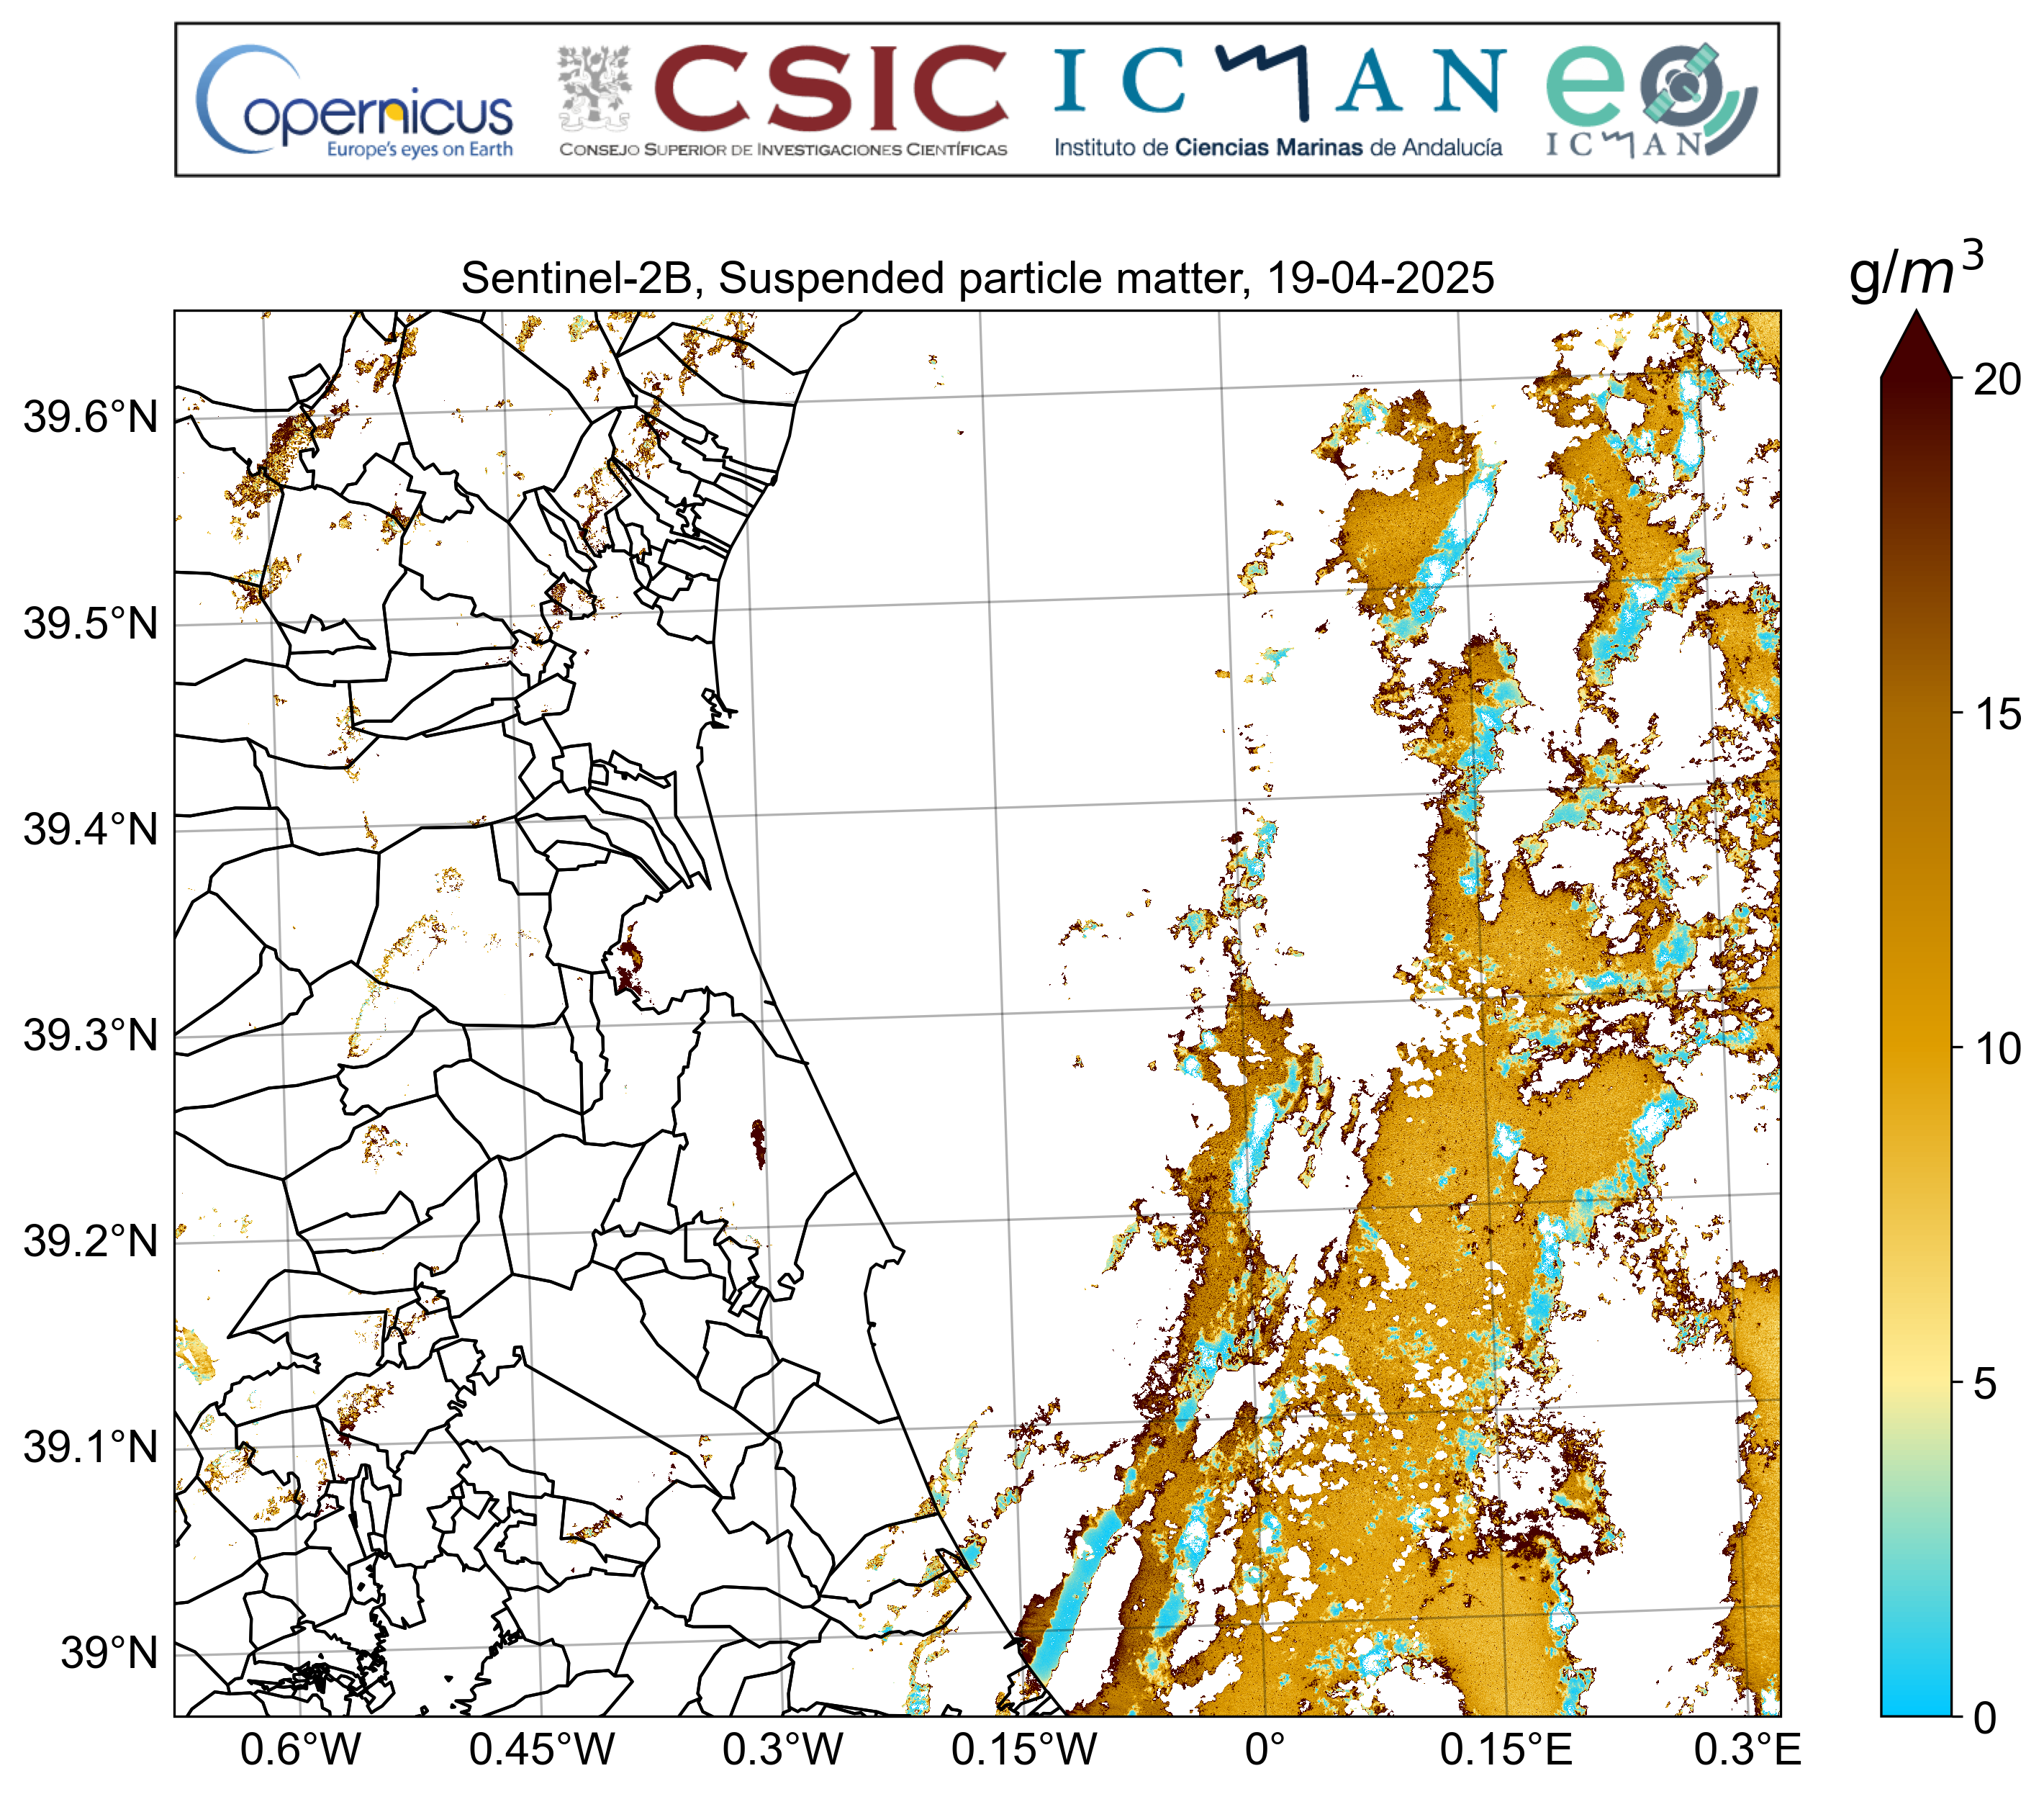 opernicus
Europe's eyes on Earth
CSIC
CONSEJO SUPERIOR DE INVESTIGACIONES CIENTÍFICAS
ICMAN
Instituto de Ciencias Marinas de Andalucía
eo
ICMAN
Sentinel-2B, Suspended particle matter, 19-04-2025
g/m³
39.6°N
39.5°N
39.4°N
39.3°N
39.2°N
39.1°N
39°N
0.6°W
0.45°W
0.3°W
0.15°W
0°
0.15°E
0.3°E
20
15
10
5
0